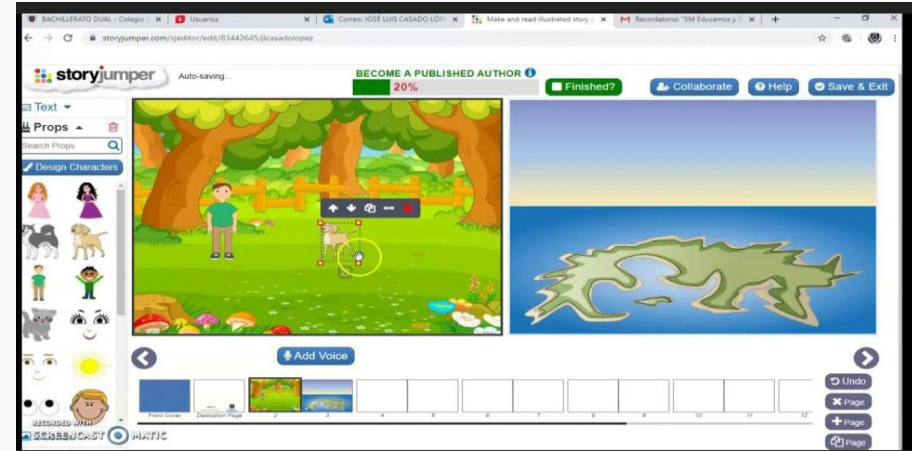 BACHILLERATO DUAL - Colegio
Usuarios
Correo: JOSÉ LUIS CASADO LÓP
Make and read illustrated story
Recordatorio: "SM Educamos y
storyjumper.com/sjeditor/edit/83442645/jlcasadolopez
storyjumper
Auto-saving...
BECOME A PUBLISHED AUTHOR
20%
Finished?
Collaborate
Help
Save & Exit
Text
Props
Search Props
Design Characters
Add Voice
Undo
Page
Page
Page
Front Cover
Dedication Page
2
3
4
5
6
7
8
9
10
11
12
RECORDED WITH
SCREENCAST MATIC